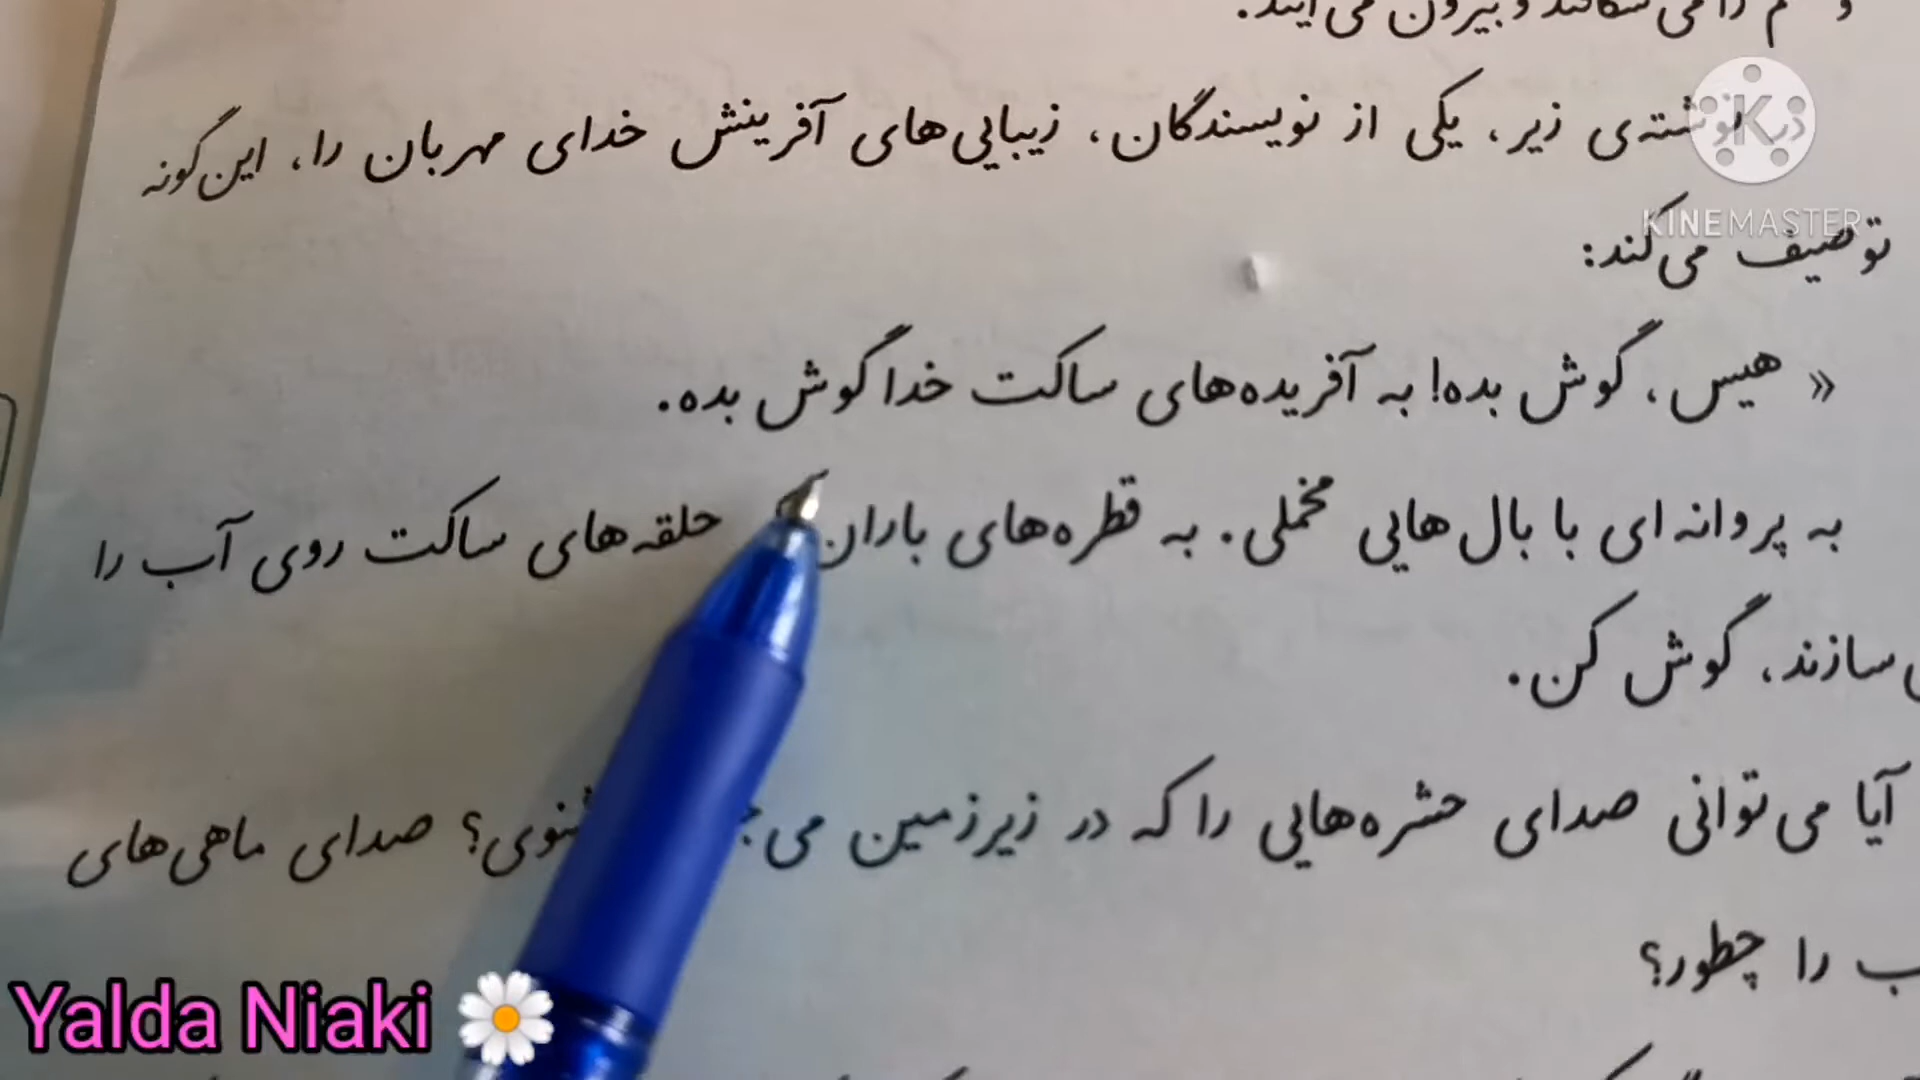 در نوشته‌ی زیر، یکی از نویسندگان، زیبایی‌های آفرینش خدای مهربان را، این‌گونه
KINEMASTER
توصیف می‌کند:
« هیس، گوش بده! به آفریده‌های ساکت خدا گوش بده.
به پروانه‌ای با بال‌هایی مخملی. به قطره‌های باران حلقه‌های ساکت روی آب را
سازند، گوش کن.
آیا می‌توانی صدای حشره‌هایی را که در زیرزمین صدای ماهی‌های
را چطور؟
Yalda Niaki